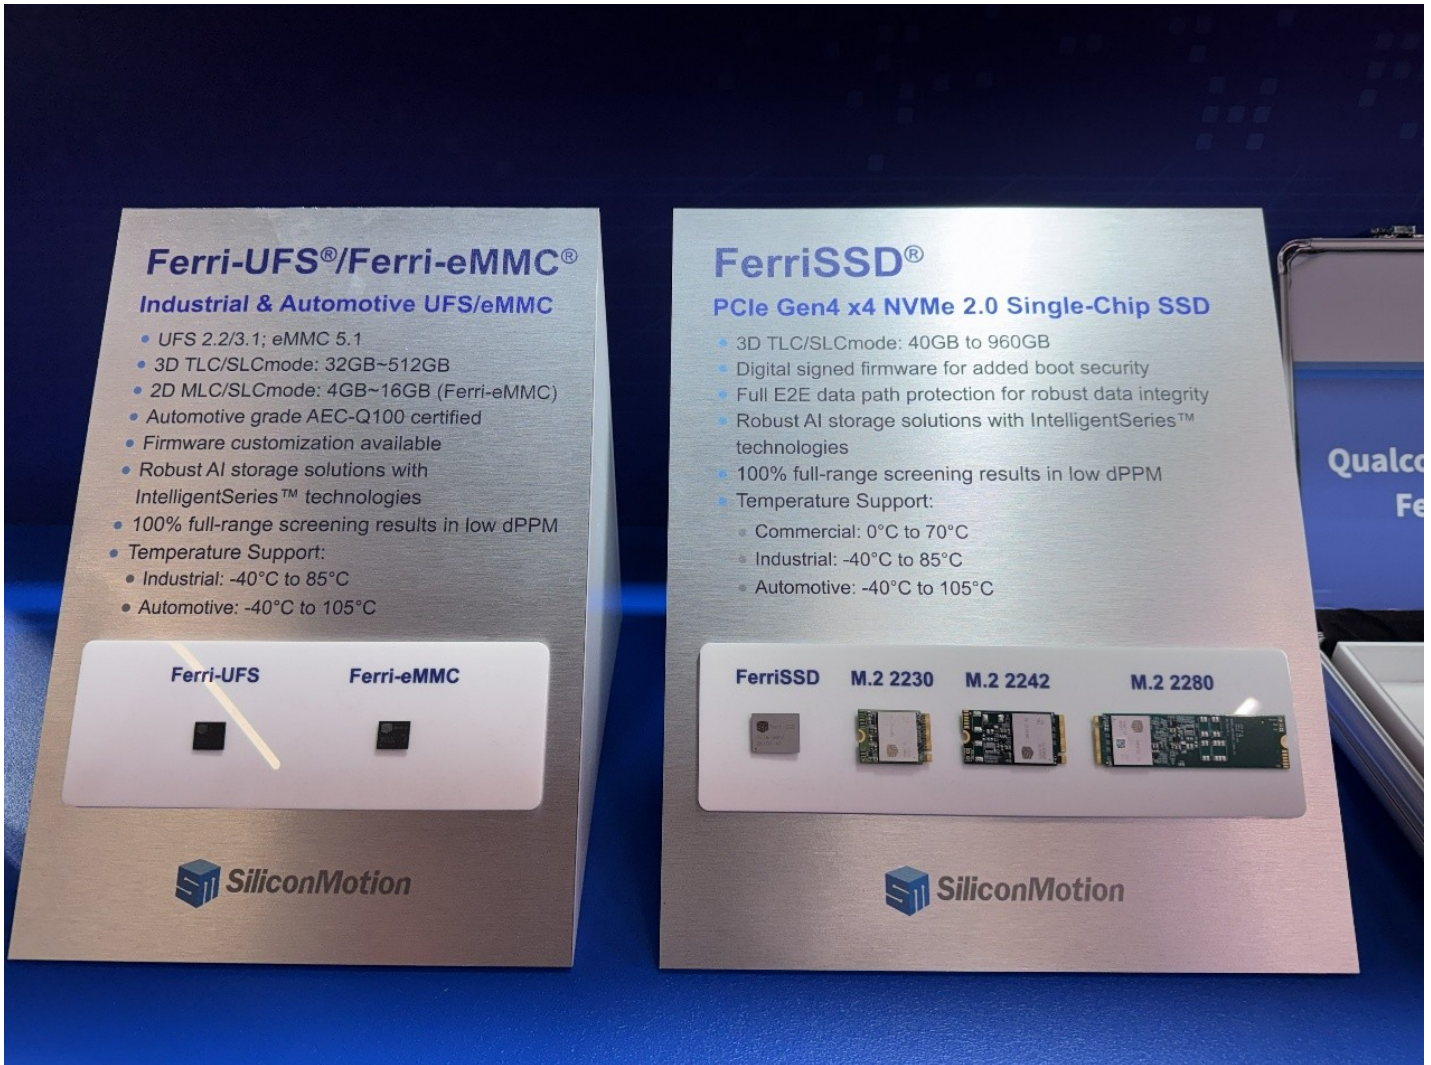 Ferri-UFS®/Ferri-eMMC®
Industrial & Automotive UFS/eMMC
• UFS 2.2/3.1; eMMC 5.1
• 3D TLC/SLCmode: 32GB~512GB
• 2D MLC/SLCmode: 4GB~16GB (Ferri-eMMC)
• Automotive grade AEC-Q100 certified
• Firmware customization available
• Robust AI storage solutions with
IntelligentSeries™ technologies
• 100% full-range screening results in low dPPM
• Temperature Support:
• Industrial: -40°C to 85°C
• Automotive: -40°C to 105°C
Ferri-UFS Ferri-eMMC
SiliconMotion
FerriSSD®
PCIe Gen4 x4 NVMe 2.0 Single-Chip SSD
• 3D TLC/SLCmode: 40GB to 960GB
• Digital signed firmware for added boot security
• Full E2E data path protection for robust data integrity
• Robust AI storage solutions with IntelligentSeries™
technologies
• 100% full-range screening results in low dPPM
• Temperature Support:
• Commercial: 0°C to 70°C
• Industrial: -40°C to 85°C
• Automotive: -40°C to 105°C
FerriSSD M.2 2230 M.2 2242 M.2 2280
SiliconMotion
Qualc
Fe